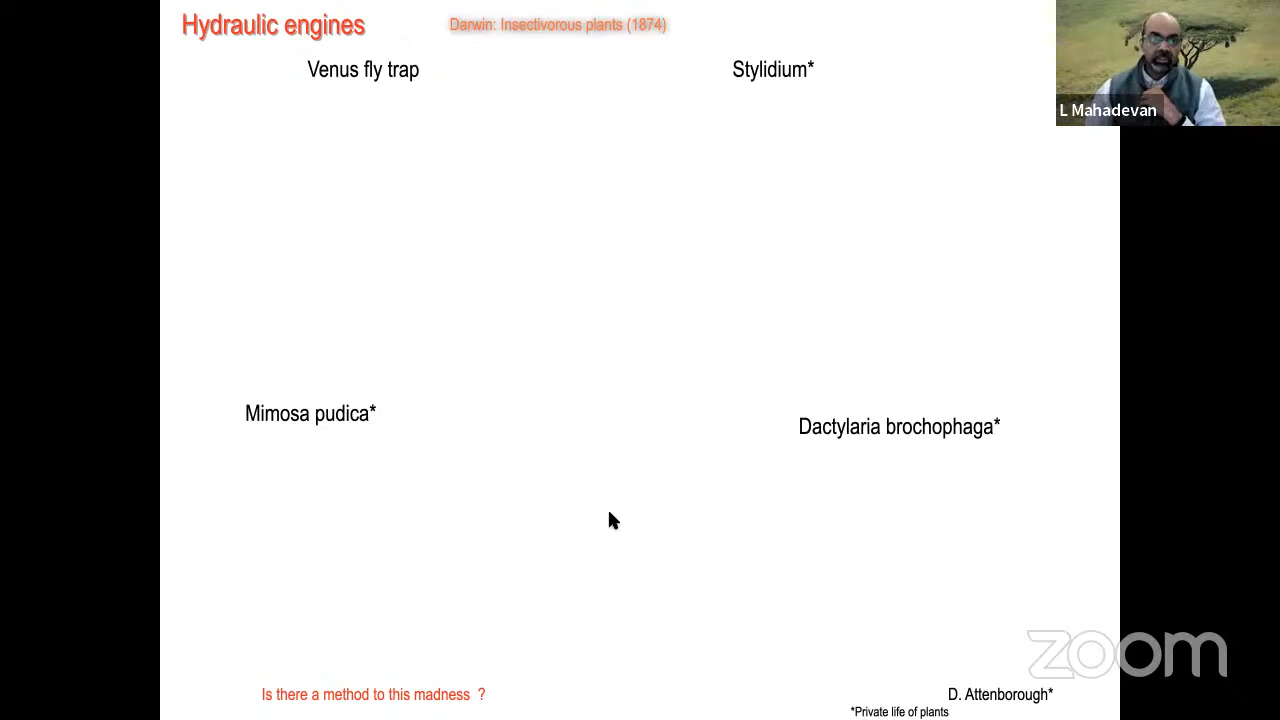 Hydraulic engines
Darwin: Insectivorous plants (1874)
Venus fly trap
Stylidium*
L Mahadevan
Mimosa pudica*
Dactylaria brochophaga*
zoom
Is there a method to this madness ?
D. Attenborough*
*Private life of plants